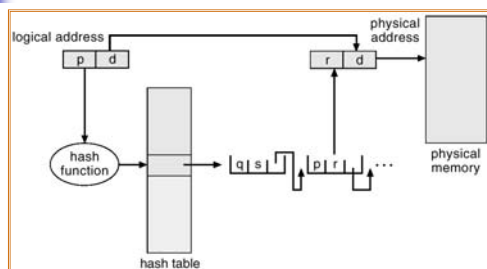 logical address
physical
address
p d
r d
hash
function
q s
p r
...
physical
memory
hash table